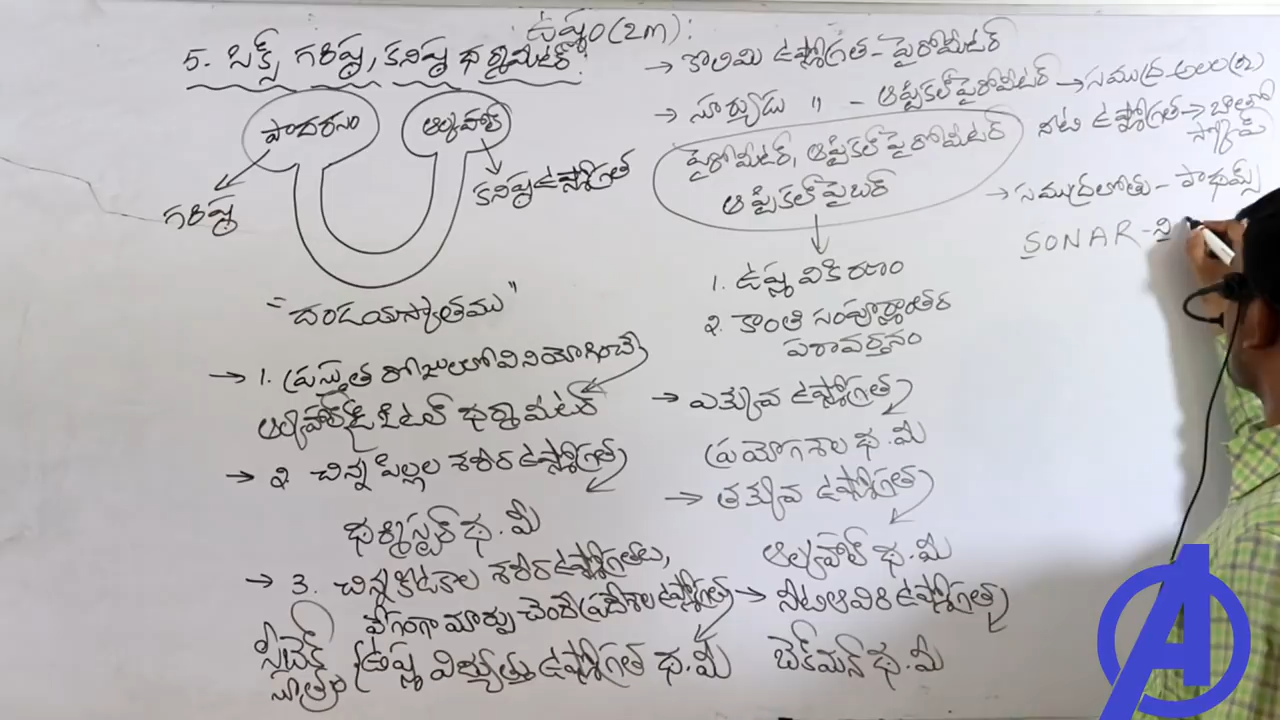 ఉష్ణం(2m):
5. సిక్స్ గరిష్ఠ, కనిష్ఠ థర్మామీటర్:
పాదరసం
ఆల్కహాల్
గరిష్ఠ
కనిష్ఠ ఉష్ణోగ్రత
"దండయస్కాతము"
→ 1. ప్రస్తుత రోజులలో వినియోగించే
ఆల్కహాల్ డిజిటల్ థర్మామీటర్
→ 2. చిన్న పిల్లల శరీర ఉష్ణోగ్రత
థర్మిస్టర్ థ.మీ
→ 3. చిన్న కీటకాల శరీర ఉష్ణోగ్రతలు,
వేగంగా మార్పు చెందే ప్రదేశాల ఉష్ణోగ్రత
సీబెక్ సూత్రం
ఉష్ణ విద్యుత్తు ఉష్ణోగ్రత థ.మీ
→ కొలిమి ఉష్ణోగ్రత - పైరోమీటర్
→ సూర్యుడు " - ఆప్టికల్ పైరోమీటర్
పైరోమీటర్, ఆప్టికల్ పైరోమీటర్
ఆప్టికల్ ఫైబర్
1. ఉష్ణ వికిరణం
2. కాంతి సంపూర్ణాంతర
పరావర్తనం
→ ఎక్కువ ఉష్ణోగ్రత
ప్రయోగశాల థ.మీ
→ తక్కువ ఉష్ణోగ్రత
ఆల్కహాల్ థ.మీ
→ నీటిఆవిరి ఉష్ణోగ్రత
బెక్‌మన్ థ.మీ
→ సముద్ర అలల
నీటి ఉష్ణోగ్రత → బాతో
స్కోప్
→ సముద్రలోతు - పాథమ్స్
SONAR - ని